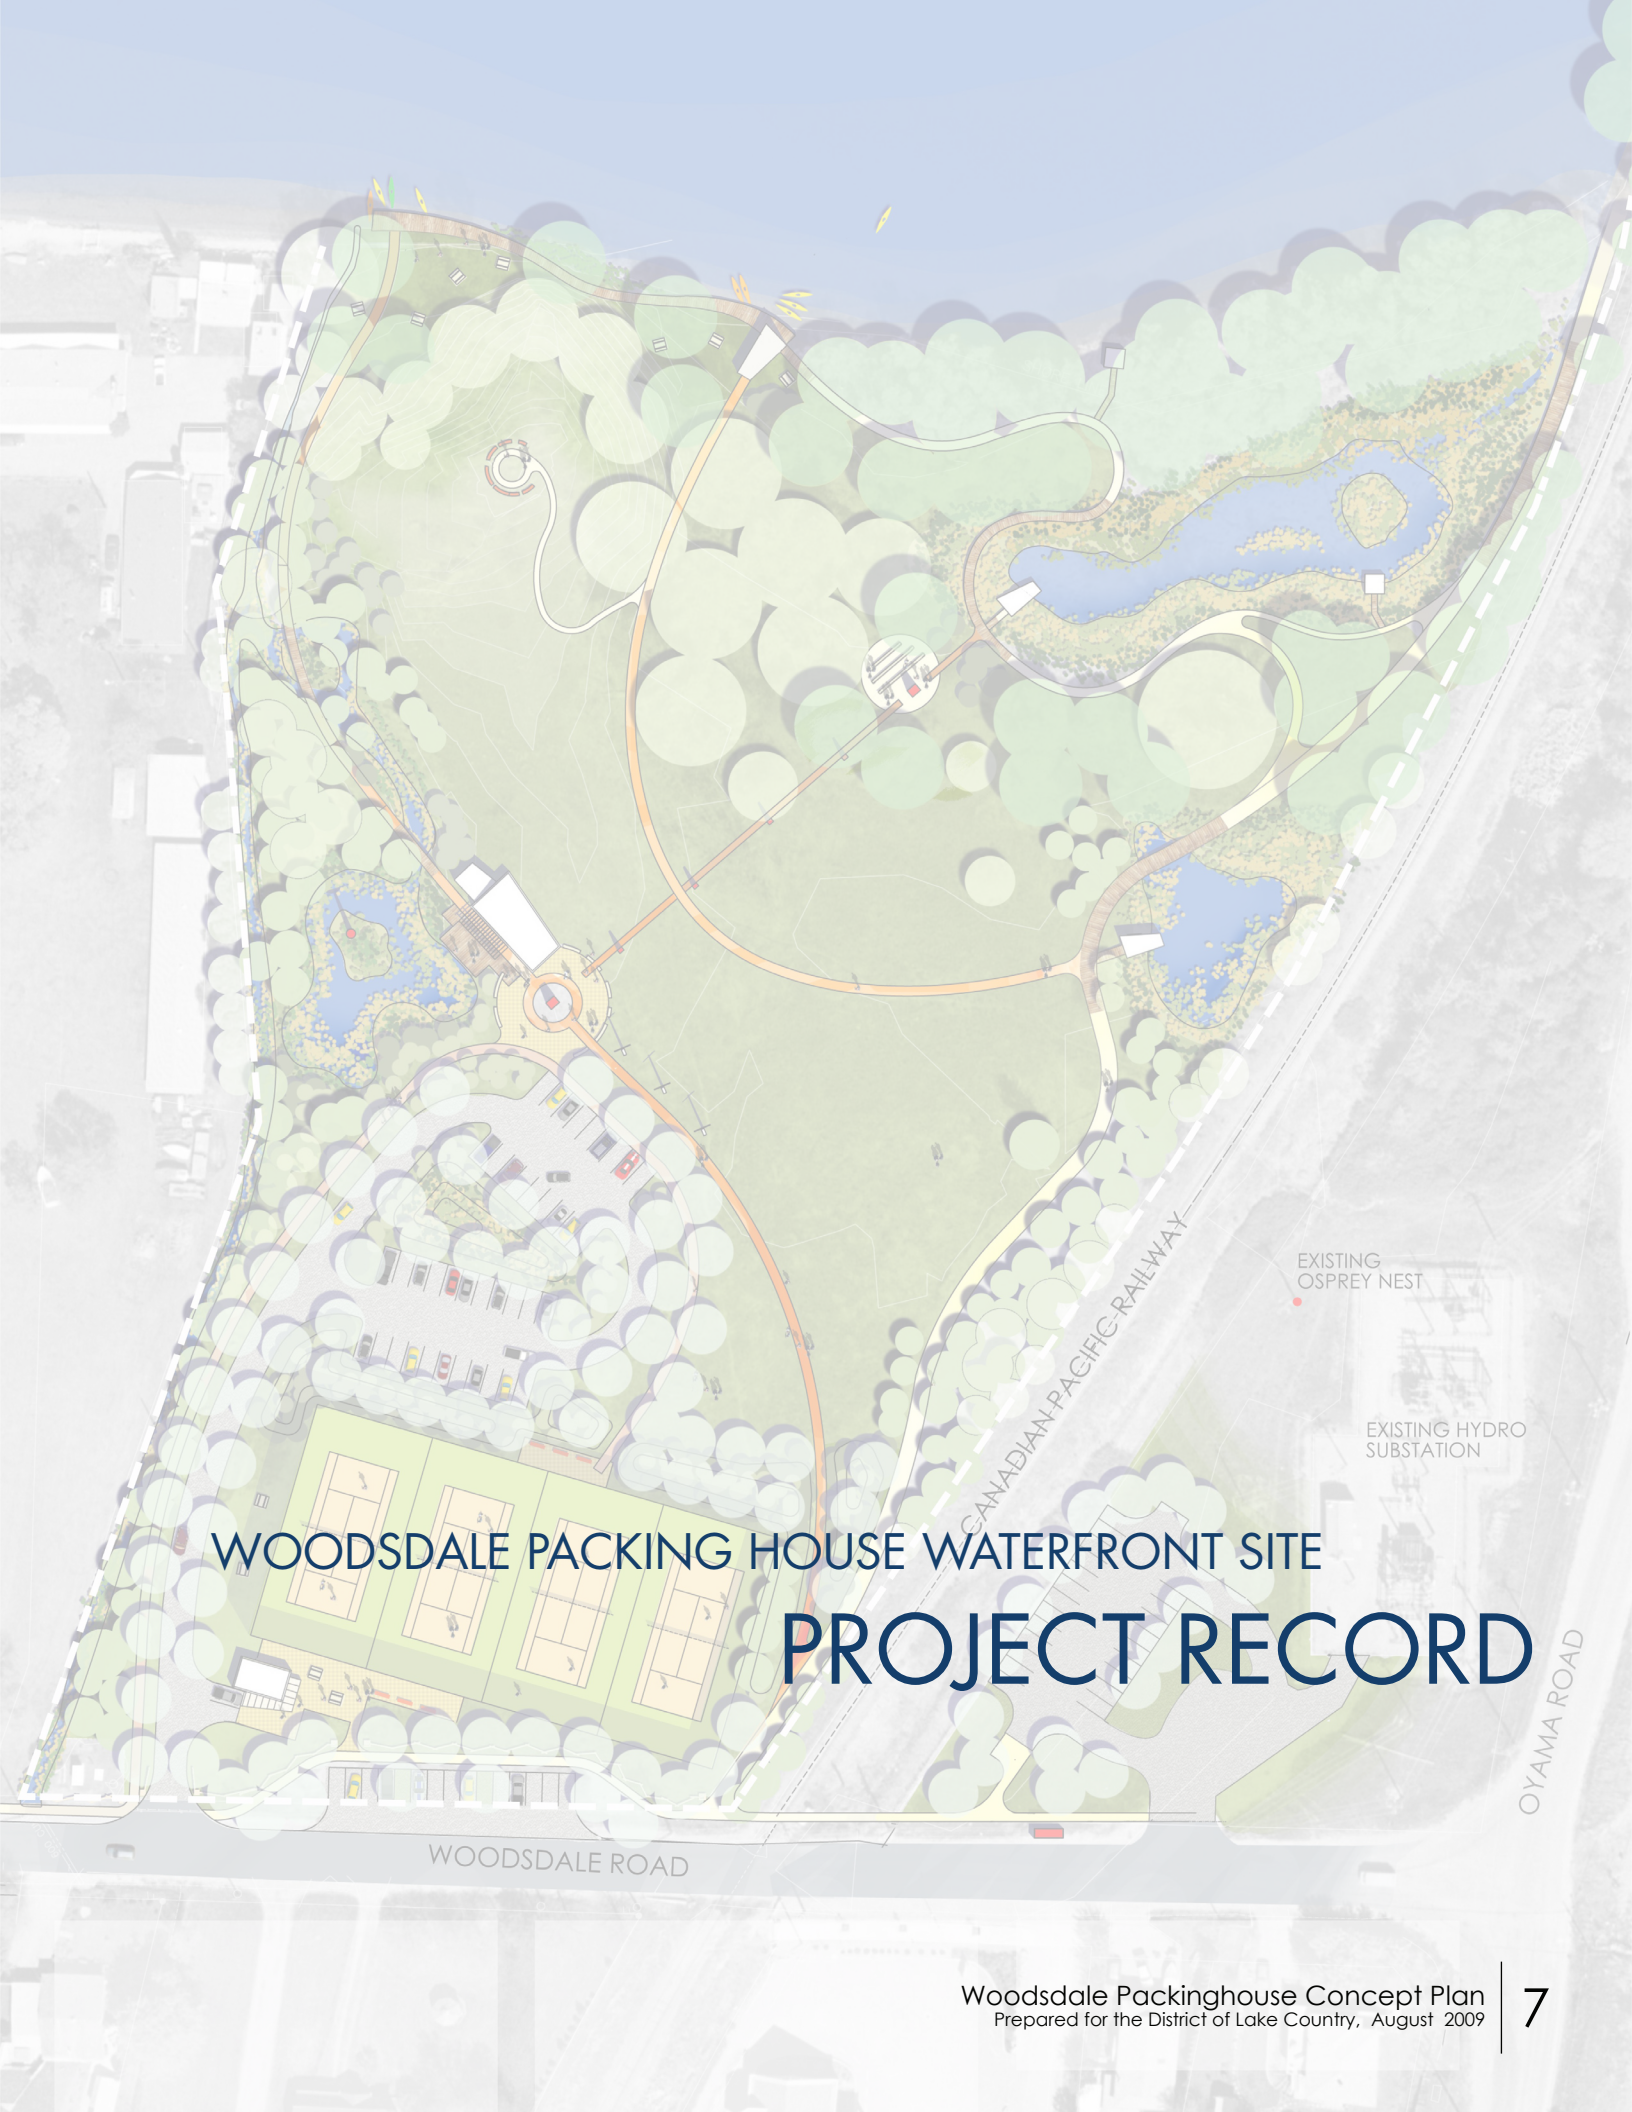 EXISTING
OSPREY NEST
CANADIAN PACIFIC RAILWAY
EXISTING HYDRO
SUBSTATION
WOODSDALE PACKING HOUSE WATERFRONT SITE
PROJECT RECORD
OYAMA ROAD
WOODSDALE ROAD
Woodsdale Packinghouse Concept Plan
Prepared for the District of Lake Country, August 2009
7